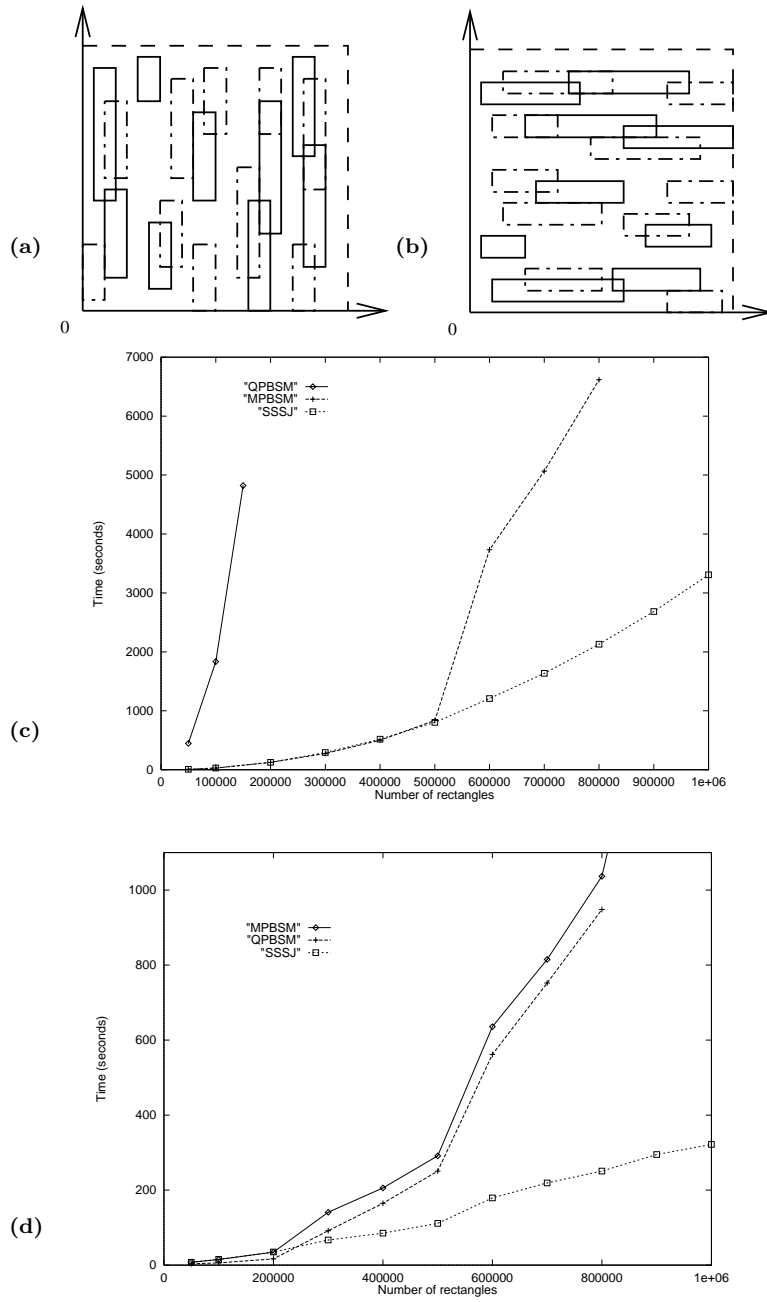 (a)
0
(b)
0
(c)
7000
6000
5000
4000
3000
2000
1000
0
Time (seconds)
"QPBSM"
"MPBSM"
"SSSJ"
0 100000 200000 300000 400000 500000 600000 700000 800000 900000 1e+06
Number of rectangles
(d)
1000
800
600
400
200
0
Time (seconds)
"MPBSM"
"QPBSM"
"SSSJ"
0 200000 400000 600000 800000 1e+06
Number of rectangles